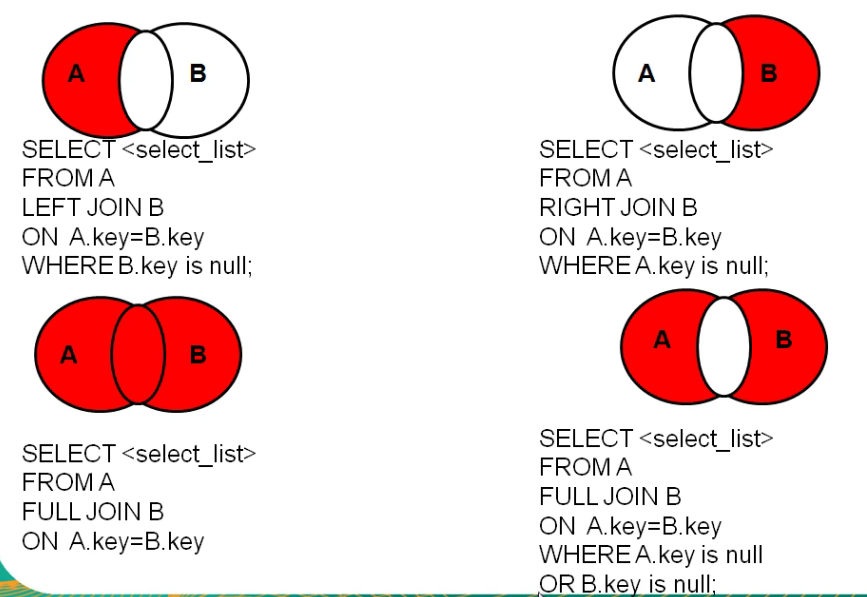 A B
SELECT <select_list>
FROM A
LEFT JOIN B
ON A.key=B.key
WHERE B.key is null;
A B
SELECT <select_list>
FROM A
RIGHT JOIN B
ON A.key=B.key
WHERE A.key is null;
A B
SELECT <select_list>
FROM A
FULL JOIN B
ON A.key=B.key
A B
SELECT <select_list>
FROM A
FULL JOIN B
ON A.key=B.key
WHERE A.key is null
OR B.key is null;